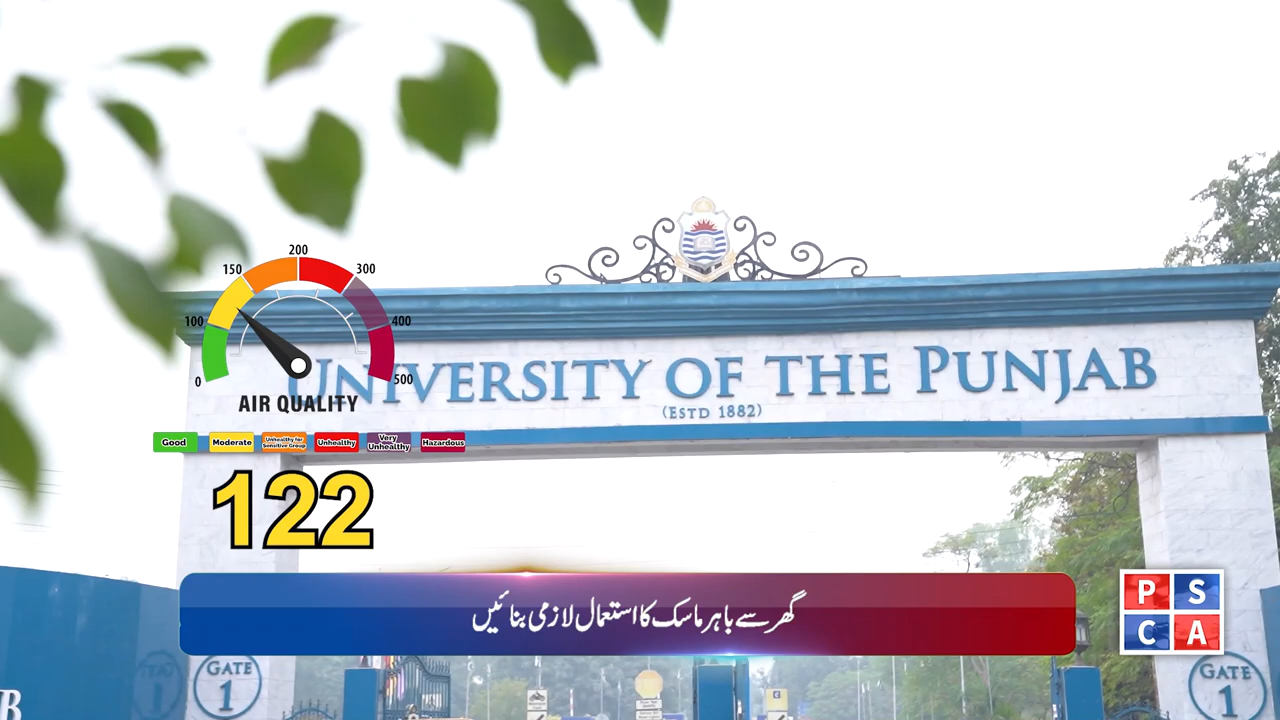 200
150
300
100
400
0
500
AIR QUALITY
UNIVERSITY OF THE PUNJAB
(ESTD 1882)
Good
Moderate
Unhealthy for
Sensitive Group
Unhealthy
Very
Unhealthy
Hazardous
122
گھر سے باہر ماسک کا استعمال لازمی بنائیں
P S
C A
GATE
1
GATE
1